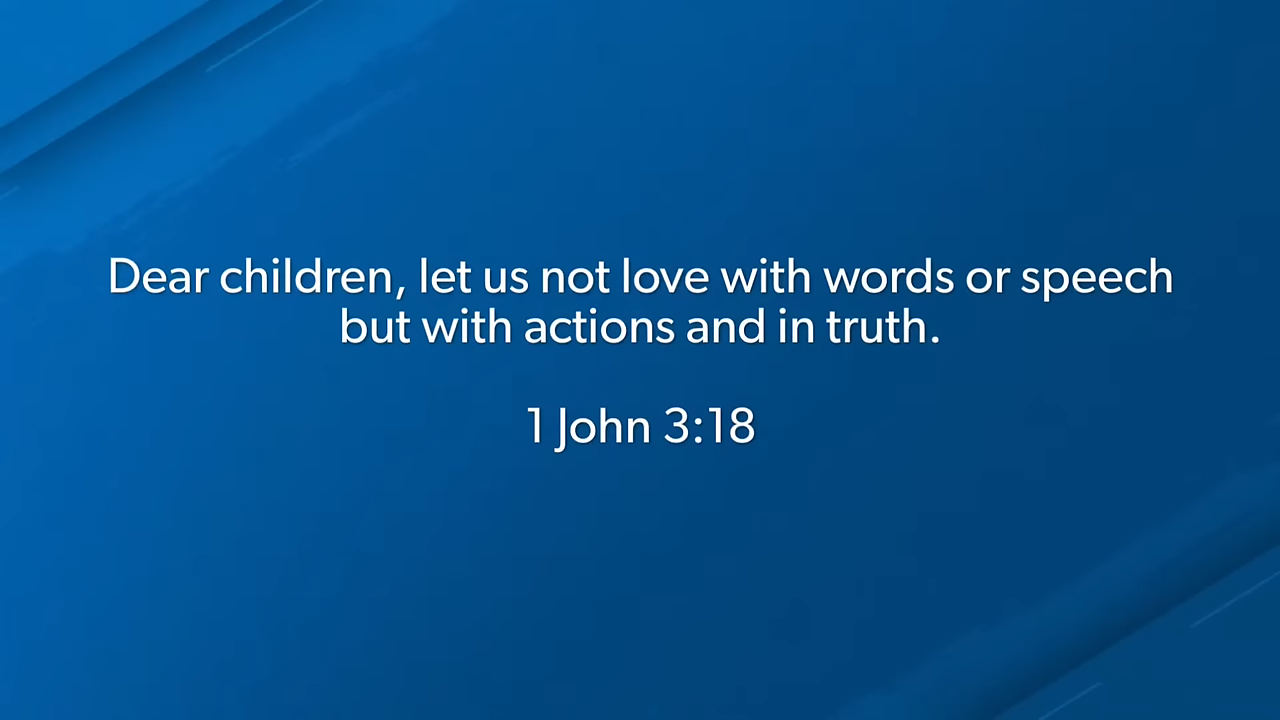 Dear children, let us not love with words or speech
but with actions and in truth.
1 John 3:18